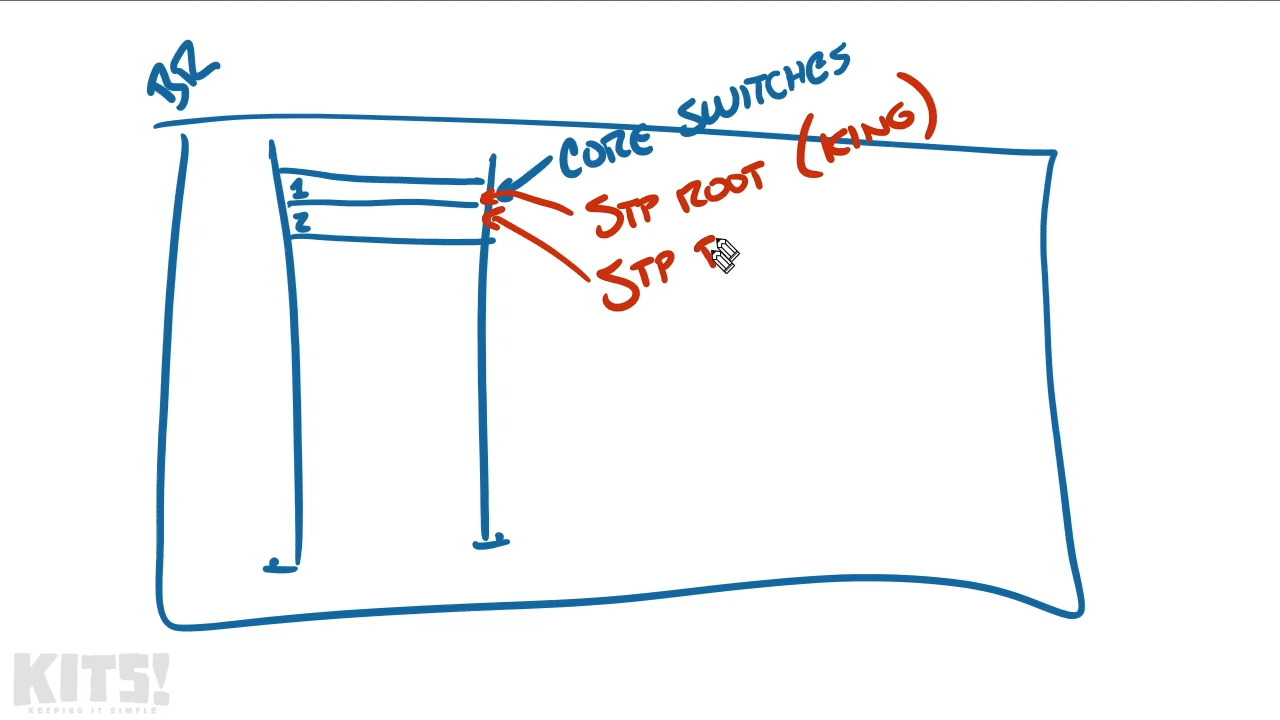 BR
CORE SWITCHES
STP ROOT (KING)
1
2
STP
KITS!
KEEPING IT SIMPLE